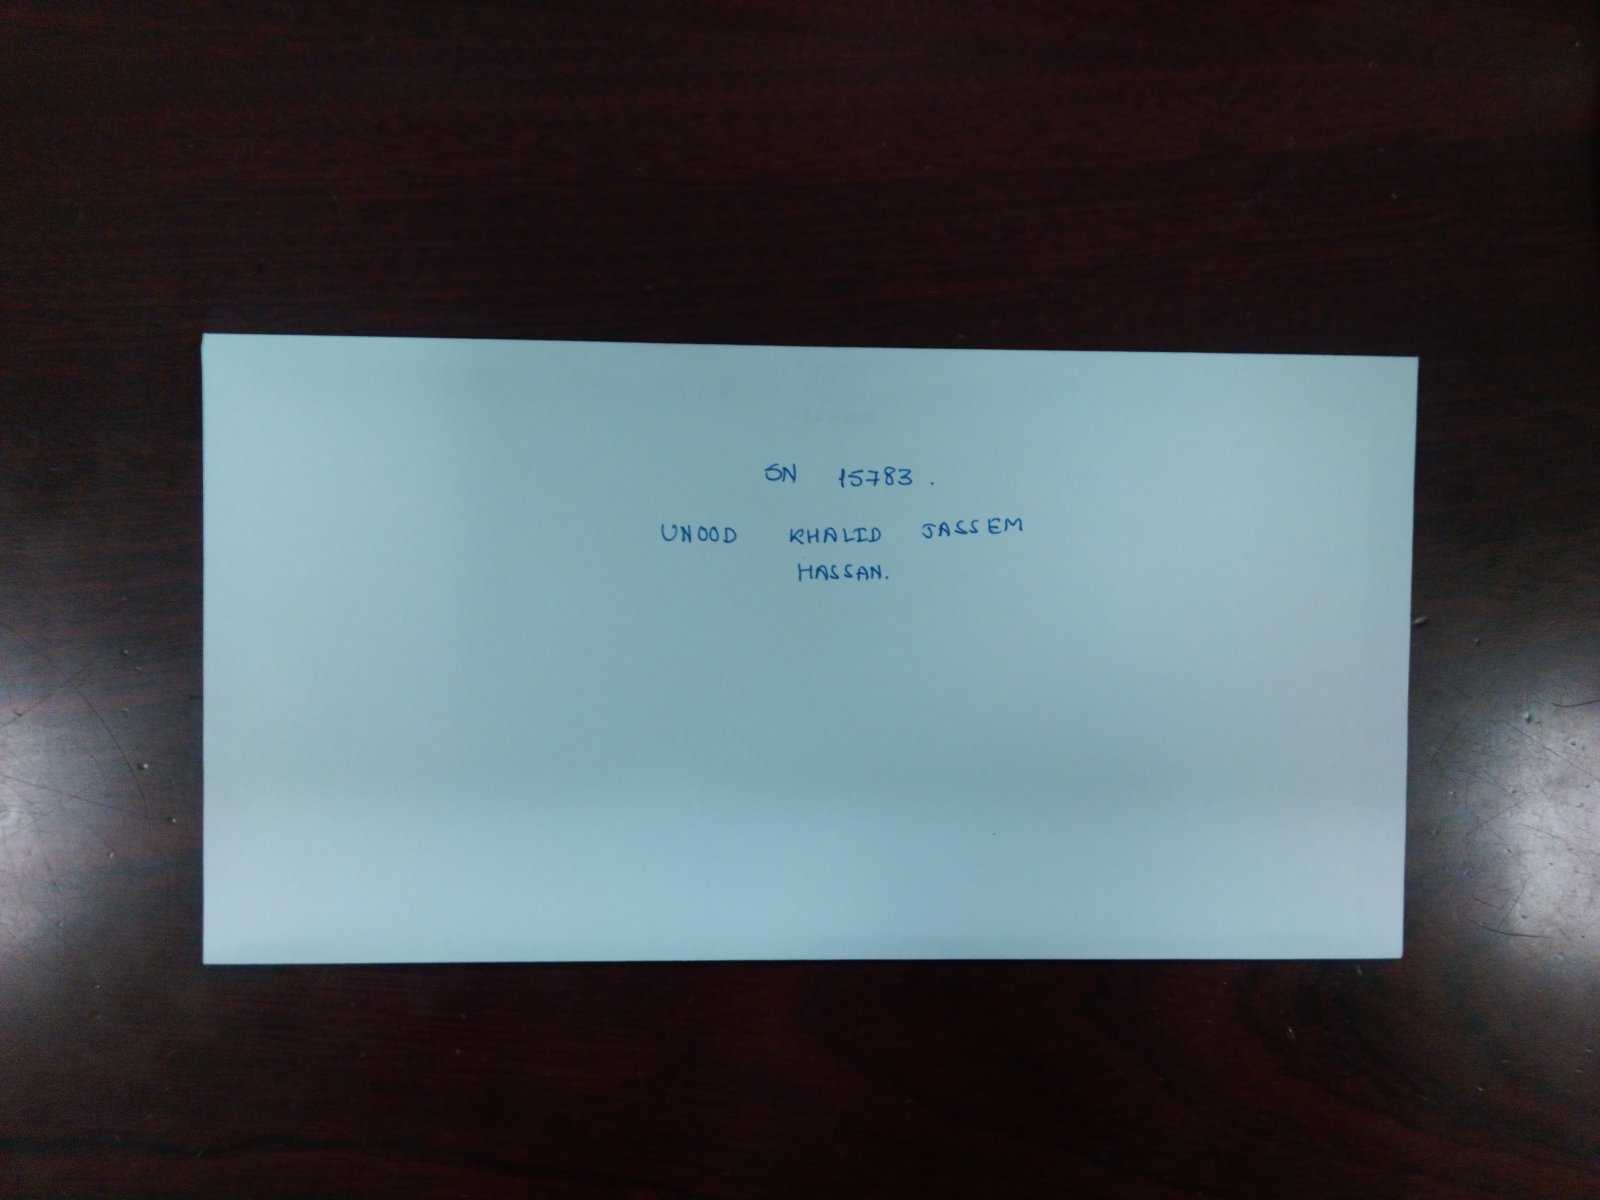 SN 15783.
UNOOD KHALID JASSEM
HASSAN.